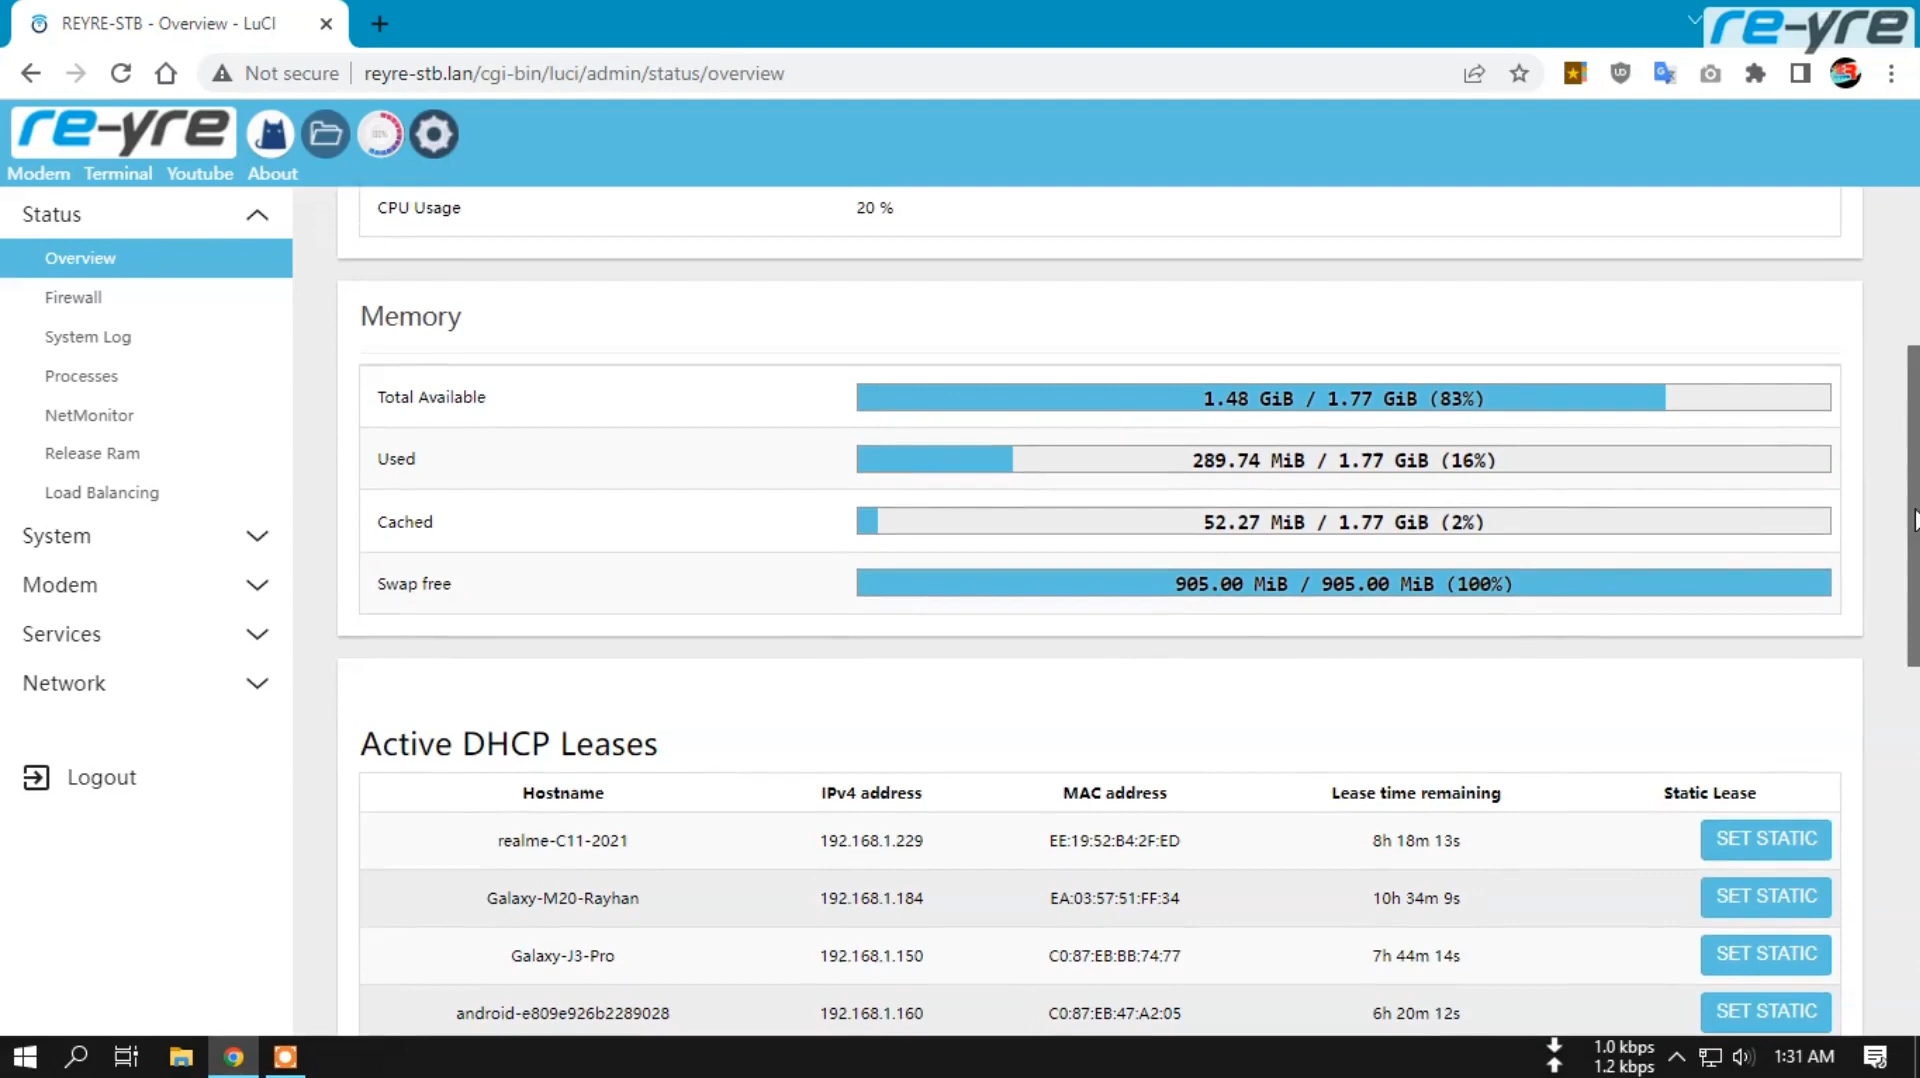 REYRE-STB - Overview - LuCI
re-yre
Not secure reyre-stb.lan/cgi-bin/luci/admin/status/overview
re-yre
Modem Terminal Youtube About
Status
Overview
Firewall
System Log
Processes
NetMonitor
Release Ram
Load Balancing
System
Modem
Services
Network
Logout
CPU Usage 20 %
Memory
Total Available 1.48 GiB / 1.77 GiB (83%)
Used 289.74 MiB / 1.77 GiB (16%)
Cached 52.27 MiB / 1.77 GiB (2%)
Swap free 905.00 MiB / 905.00 MiB (100%)
Active DHCP Leases
Hostname IPv4 address MAC address Lease time remaining Static Lease
realme-C11-2021 192.168.1.229 EE:19:52:B4:2F:ED 8h 18m 13s SET STATIC
Galaxy-M20-Rayhan 192.168.1.184 EA:03:57:51:FF:34 10h 34m 9s SET STATIC
Galaxy-J3-Pro 192.168.1.150 C0:87:EB:BB:74:77 7h 44m 14s SET STATIC
android-e809e926b2289028 192.168.1.160 C0:87:EB:47:A2:05 6h 20m 12s SET STATIC
1.0 kbps
1.2 kbps
1:31 AM